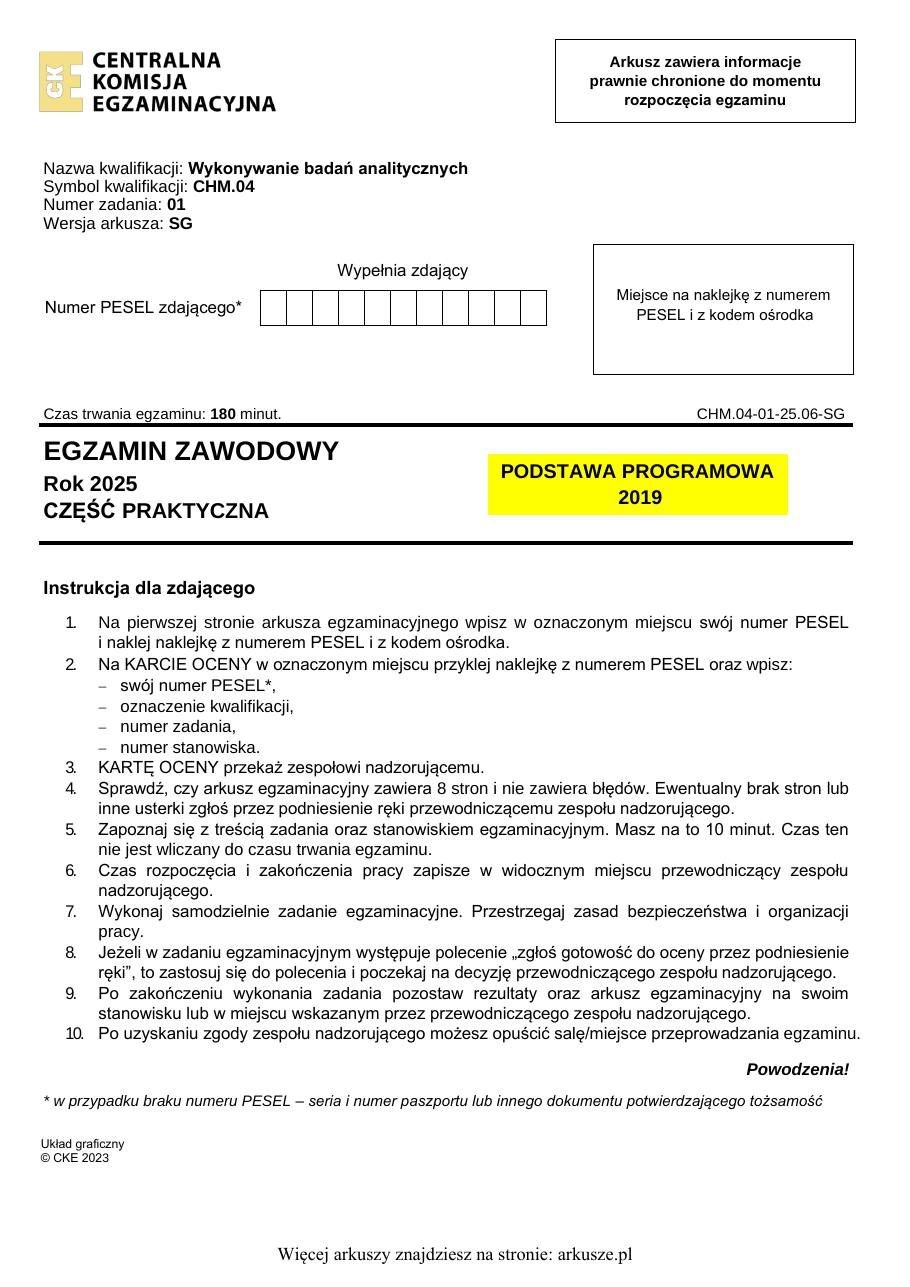 CK
CENTRALNA
KOMISJA
EGZAMINACYJNA
Arkusz zawiera informacje
prawnie chronione do momentu
rozpoczęcia egzaminu
Nazwa kwalifikacji: Wykonywanie badań analitycznych
Symbol kwalifikacji: CHM.04
Numer zadania: 01
Wersja arkusza: SG
Wypełnia zdający
Numer PESEL zdającego*
Miejsce na naklejkę z numerem
PESEL i z kodem ośrodka
Czas trwania egzaminu: 180 minut.
CHM.04-01-25.06-SG
EGZAMIN ZAWODOWY
Rok 2025
CZĘŚĆ PRAKTYCZNA
PODSTAWA PROGRAMOWA
2019
Instrukcja dla zdającego
1. Na pierwszej stronie arkusza egzaminacyjnego wpisz w oznaczonym miejscu swój numer PESEL
i naklej naklejkę z numerem PESEL i z kodem ośrodka.
2. Na KARCIE OCENY w oznaczonym miejscu przyklej naklejkę z numerem PESEL oraz wpisz:
– swój numer PESEL*,
– oznaczenie kwalifikacji,
– numer zadania,
– numer stanowiska.
3. KARTĘ OCENY przekaż zespołowi nadzorującemu.
4. Sprawdź, czy arkusz egzaminacyjny zawiera 8 stron i nie zawiera błędów. Ewentualny brak stron lub
inne usterki zgłoś przez podniesienie ręki przewodniczącemu zespołu nadzorującego.
5. Zapoznaj się z treścią zadania oraz stanowiskiem egzaminacyjnym. Masz na to 10 minut. Czas ten
nie jest wliczany do czasu trwania egzaminu.
6. Czas rozpoczęcia i zakończenia pracy zapisze w widocznym miejscu przewodniczący zespołu
nadzorującego.
7. Wykonaj samodzielnie zadanie egzaminacyjne. Przestrzegaj zasad bezpieczeństwa i organizacji
pracy.
8. Jeżeli w zadaniu egzaminacyjnym występuje polecenie „zgłoś gotowość do oceny przez podniesienie
ręki”, to zastosuj się do polecenia i poczekaj na decyzję przewodniczącego zespołu nadzorującego.
9. Po zakończeniu wykonania zadania pozostaw rezultaty oraz arkusz egzaminacyjny na swoim
stanowisku lub w miejscu wskazanym przez przewodniczącego zespołu nadzorującego.
10. Po uzyskaniu zgody zespołu nadzorującego możesz opuścić salę/miejsce przeprowadzania egzaminu.
Powodzenia!
* w przypadku braku numeru PESEL – seria i numer paszportu lub innego dokumentu potwierdzającego tożsamość
Układ graficzny
© CKE 2023
Więcej arkuszy znajdziesz na stronie: arkusze.pl